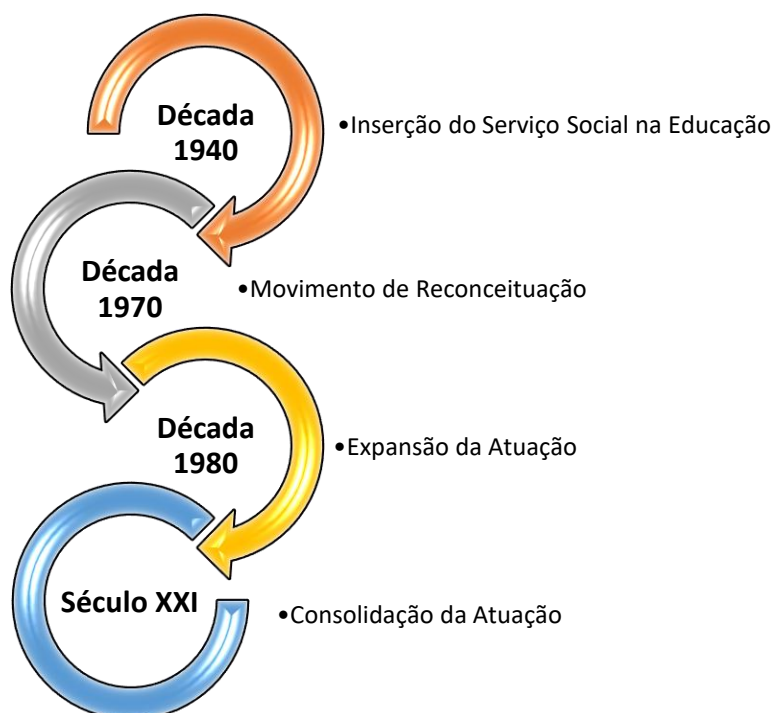 Década
1940
•Inserção do Serviço Social na Educação
Década
1970
•Movimento de Reconceituação
Década
1980
•Expansão da Atuação
Século XXI
•Consolidação da Atuação